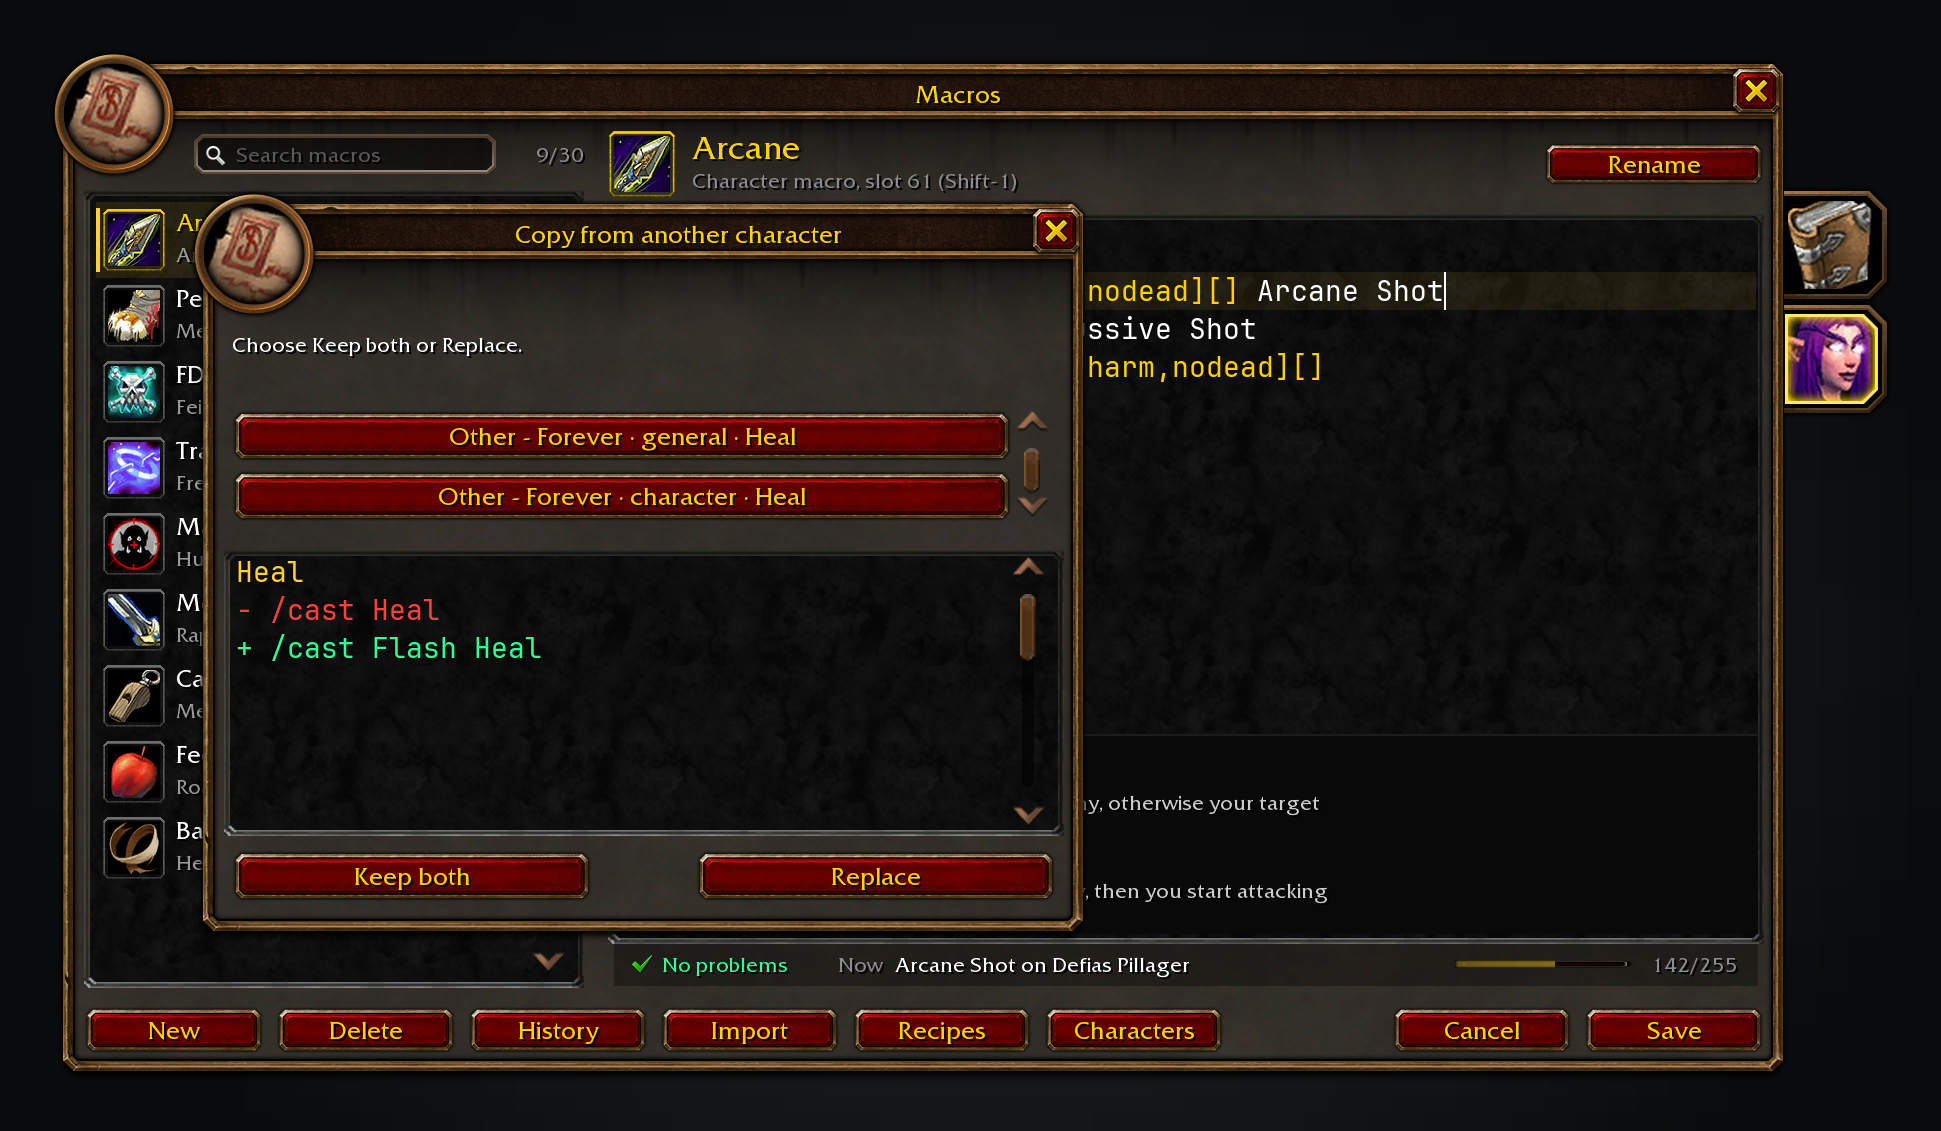 Macros
Search macros
9/30
Arcane
Character macro, slot 61 (Shift-1)
Rename
Copy from another character
Choose Keep both or Replace.
Other - Forever · general · Heal
Other - Forever · character · Heal
Heal
- /cast Heal
+ /cast Flash Heal
Keep both
Replace
nodead][] Arcane Shot
ssive Shot
harm,nodead][]
y, otherwise your target
, then you start attacking
No problems
Now Arcane Shot on Defias Pillager
142/255
New
Delete
History
Import
Recipes
Characters
Cancel
Save